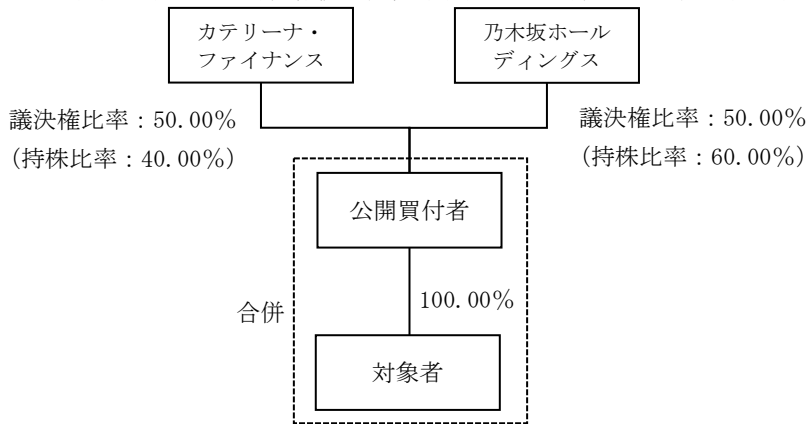 カテリーナ・
ファイナンス
乃木坂ホール
ディングス
議決権比率：50.00%
(持株比率：40.00%)
議決権比率：50.00%
(持株比率：60.00%)
公開買付者
合併
100.00%
対象者